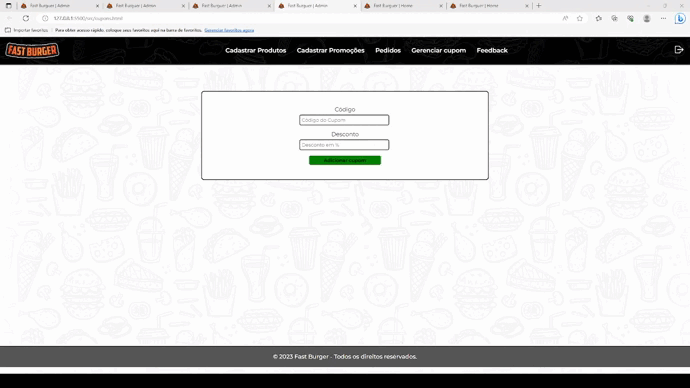 Fast Burguer | Admin
Fast Burguer | Admin
Fast Burguer | Admin
Fast Burguer | Admin
Fast Burguer | Home
Fast Burguer | Home
127.0.0.1:5500/src/cupons.html
Importar favoritos
Para obter acesso rápido, coloque seus favoritos aqui na barra de favoritos. Gerenciar favoritos agora
FAST BURGER
Cadastrar Produtos
Cadastrar Promoções
Pedidos
Gerenciar cupom
Feedback
Código
Código do Cupom
Desconto
Desconto em %
Adicionar cupom
© 2023 Fast Burger - Todos os direitos reservados.